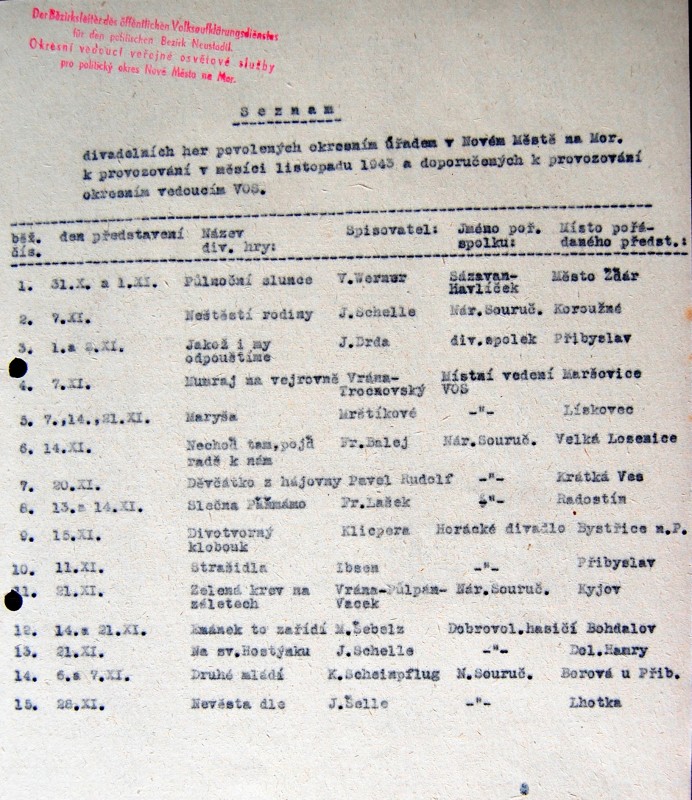 Der Bezirksleiter des öffentlichen Volksaufklärungsdienstes
für den politischen Bezirk Neustadtl.
Okresní vedoucí veřejné osvětové služby
pro politický okres Nové Město na Mor.
Seznam
divadelních her povolených okresním úřadem v Novém Městě na Mor.
k provozování v měsíci listopadu 1943 a doporučených k provozování
okresním vedoucím VOS.
běž. den představení Název Spisovatel: Jméno poř. Místo pořá-
čís. div. hry: spolku: daného předst.:
1. 31.X. a 1.XI. Půlnoční slunce V.Werner Sázavan- Město Žďár
Havlíček
2. 7.XI. Neštěstí rodiny J.Schelle Nár.Souruč. Koroužné
3. 1.a 2.XI. Jakož i my J.Drda div.spolek Přibyslav
odpouštíme
4. 7.XI. Mumraj na vejrovně Vrána- Místní vedení Maršovice
Trocnovský VOS
5. 7.,14.,21.XI. Maryša Mrštíkové -"- Lískovec
6. 14.XI. Nechoď tam,pojď Fr.Balej Nár.Souruč. Velká Losenice
radě k nám
7. 20.XI. Děvčátko z hájovny Pavel Rudolf -"- Krátká Ves
8. 13.a 14.XI. Slečna Pámmámo Fr.Lašek -"- Radostín
9. 15.XI. Divotvorný Klicpera Horácké divadlo Bystřice n.P.
klobouk
10. 11.XI. Strašidla Ibsen -"- Přibyslav
11. 21.XI. Zelená krev na Vrána-Půlpán- Nár.Souruč. Kyjov
záletech Vacek
12. 14.a 21.XI. Emánek to zařídí M.Šebelz Dobrovol.hasičí Bohdalov
13. 21.XI. Na sv.Hostýnku J.Schelle -"- Dol.Hamry
14. 6.a 7.XI. Druhé mládí K.Scheinpflug N.Souruč. Borová u Přib.
15. 28.XI. Nevěsta dle J.Šelle -"- Lhotka